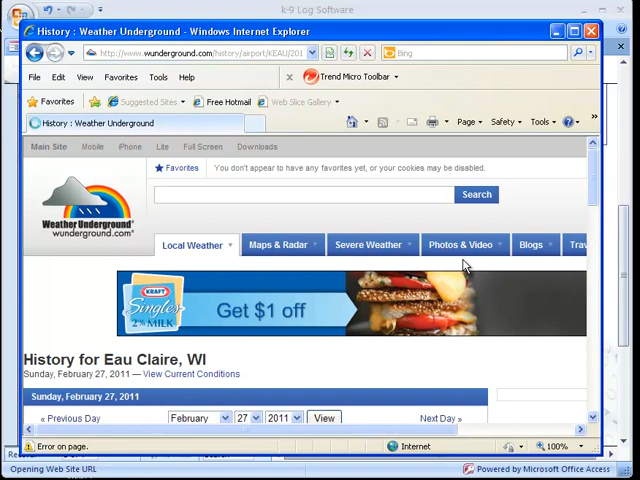 k-9 Log Software
History : Weather Underground - Windows Internet Explorer
http://www.wunderground.com/history/airport/KEAU/201
Bing
File Edit View Favorites Tools Help
x Trend Micro Toolbar
Favorites Suggested Sites Free Hotmail Web Slice Gallery
History : Weather Underground
Page Safety Tools
Main Site Mobile iPhone Lite Full Screen Downloads
Favorites You don't appear to have any favorites yet, or your cookies may be disabled.
Search
Weather Underground
wunderground.com
Local Weather Maps & Radar Severe Weather Photos & Video Blogs Trav
KRAFT
Singles
2% MILK
Get $1 off
History for Eau Claire, WI
Sunday, February 27, 2011 — View Current Conditions
Sunday, February 27, 2011
« Previous Day February 27 2011 View Next Day »
Error on page. Internet 100%
Opening Web Site URL Powered by Microsoft Office Access